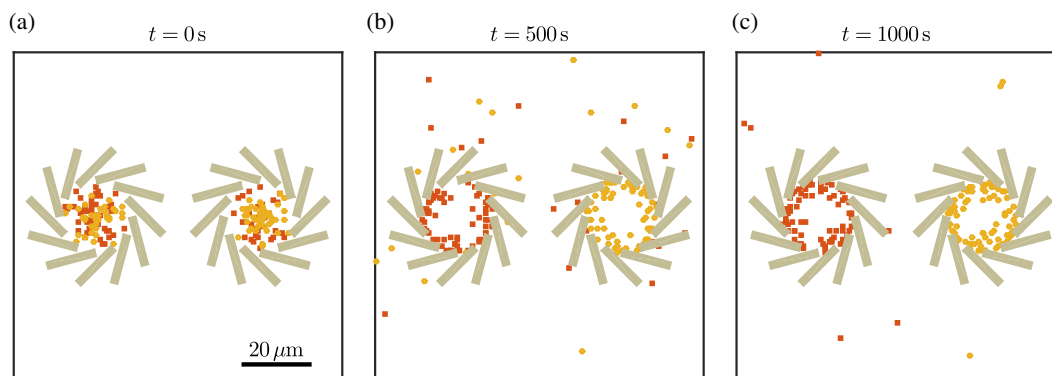 (a) t = 0 s
(b) t = 500 s
(c) t = 1000 s
20 μm